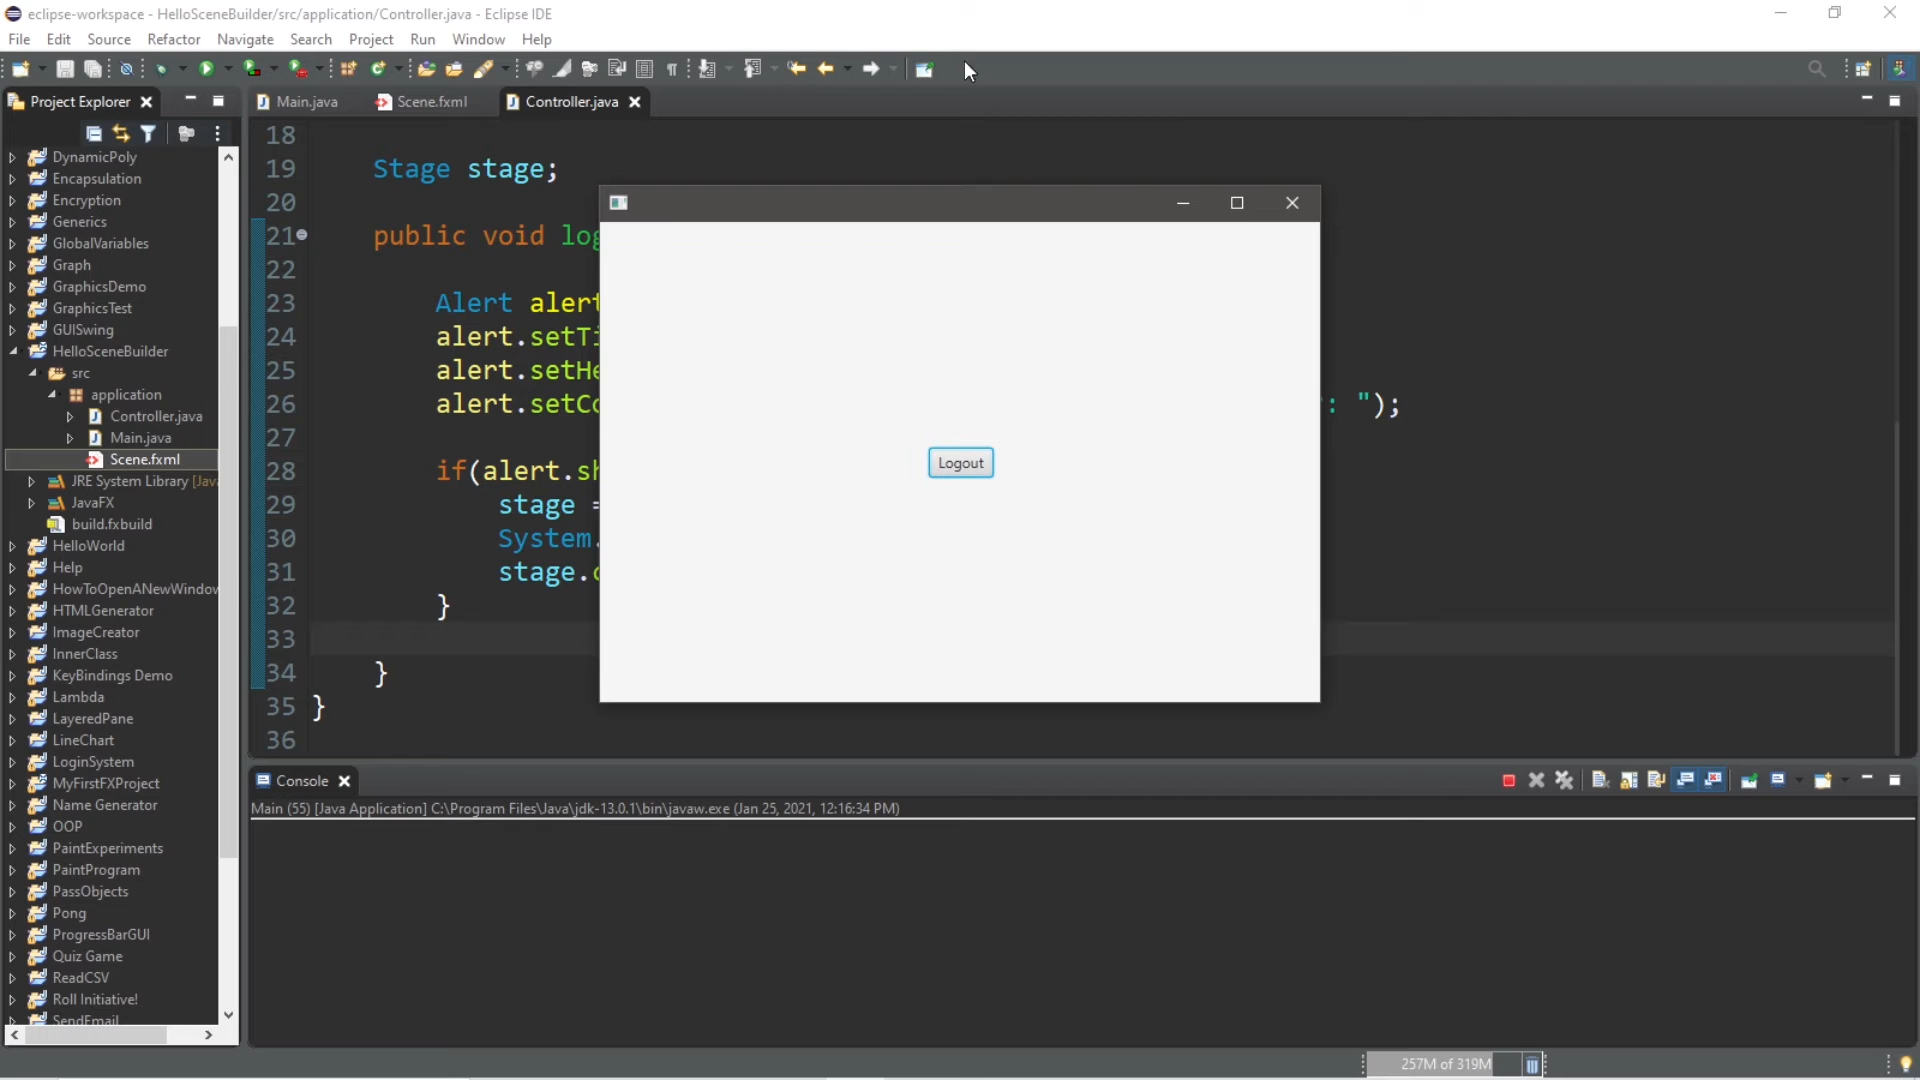 eclipse-workspace - HelloSceneBuilder/src/application/Controller.java - Eclipse IDE
File Edit Source Refactor Navigate Search Project Run Window Help
Project Explorer
Main.java Scene.fxml Controller.java
DynamicPoly
Encapsulation
Encryption
Generics
GlobalVariables
Graph
GraphicsDemo
GraphicsTest
GUISwing
HelloSceneBuilder
src
application
Controller.java
Main.java
Scene.fxml
JRE System Library [Jav
JavaFX
build.fxbuild
HelloWorld
Help
HowToOpenANewWindow
HTMLGenerator
ImageCreator
InnerClass
KeyBindings Demo
Lambda
LayeredPane
LineChart
LoginSystem
MyFirstFXProject
Name Generator
OOP
PaintExperiments
PaintProgram
PassObjects
Pong
ProgressBarGUI
Quiz Game
ReadCSV
Roll Initiative!
SendEmail
18
19 Stage stage;
20
21 public void log
22
23 Alert alert
24 alert.setTi
25 alert.setHe
26 alert.setCo : ");
27
28 if(alert.sh
29 stage =
30 System.
31 stage.c
32 }
33
34 }
35 }
36
Logout
Console
Main (55) [Java Application] C:\Program Files\Java\jdk-13.0.1\bin\javaw.exe (Jan 25, 2021, 12:16:34 PM)
257M of 319M